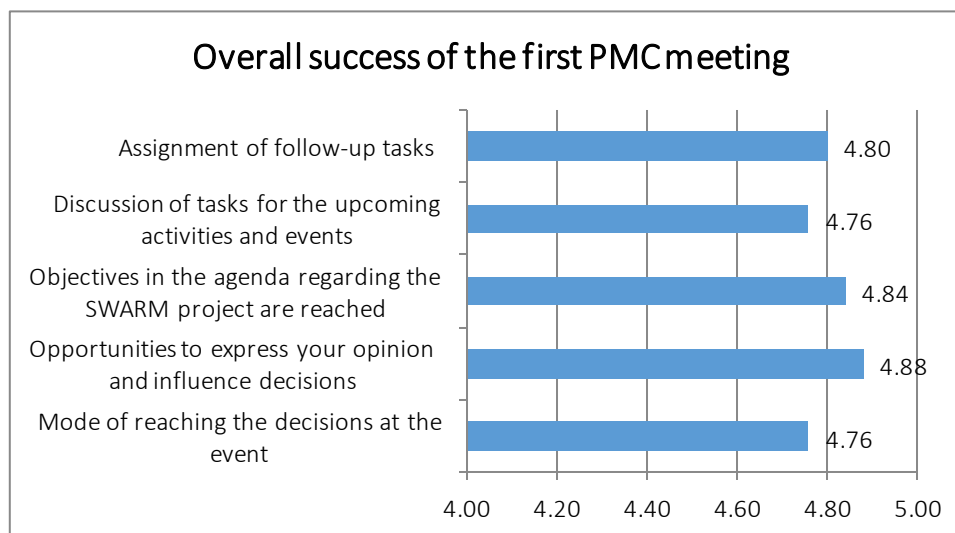 Overall success of the first PMC meeting
Assignment of follow-up tasks
4.80
Discussion of tasks for the upcoming
activities and events
4.76
Objectives in the agenda regarding the
SWARM project are reached
4.84
Opportunities to express your opinion
and influence decisions
4.88
Mode of reaching the decisions at the
event
4.76
4.00 4.20 4.40 4.60 4.80 5.00